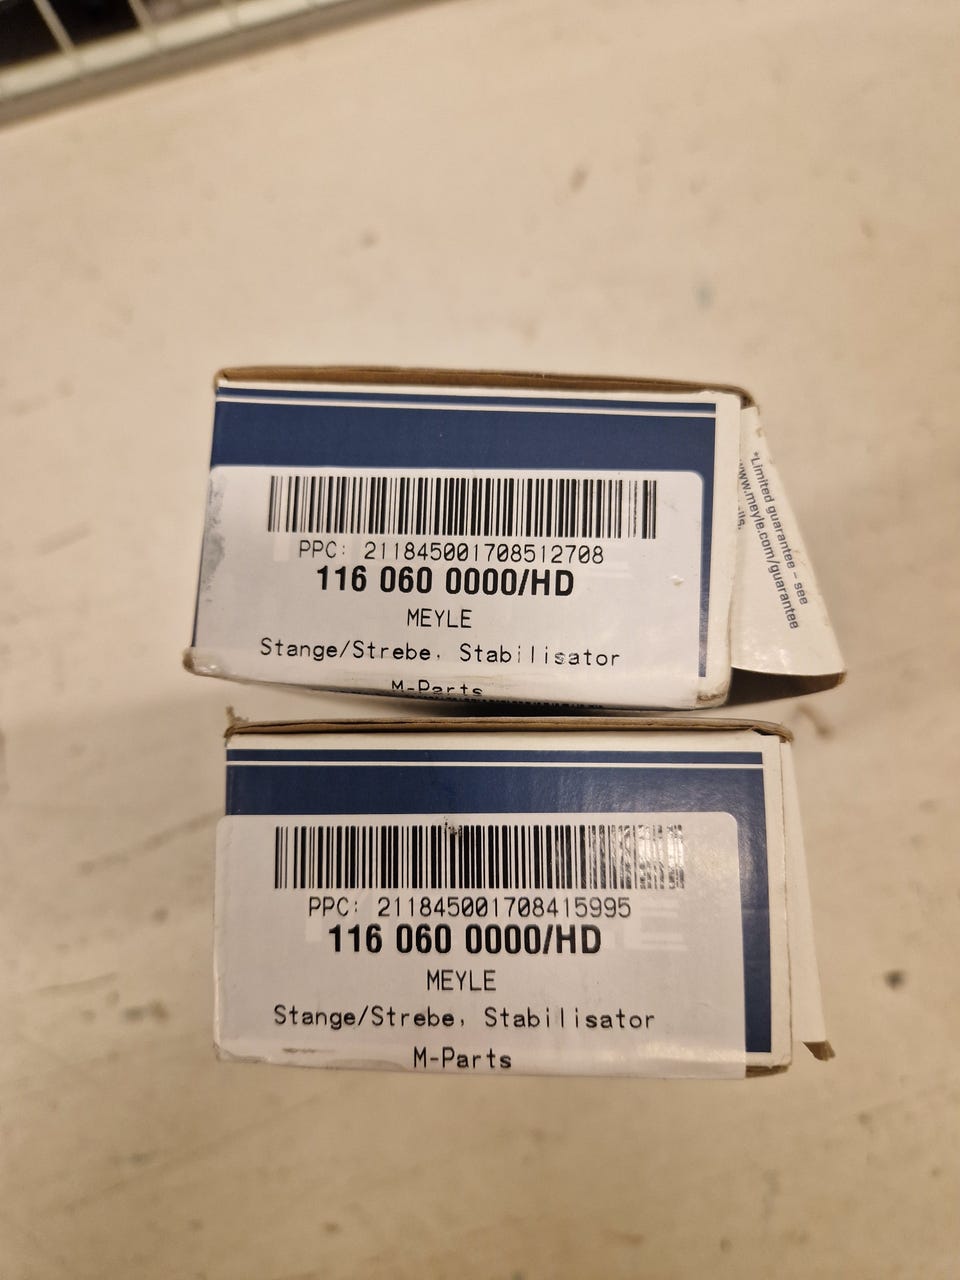 PPC: 211845001708512708
116 060 0000/HD
MEYLE
Stange/Strebe, Stabilisator
M-Parts
*Limited guarantee – see
www.meyle.com/guarantee
PPC: 211845001708415995
116 060 0000/HD
MEYLE
Stange/Strebe, Stabilisator
M-Parts